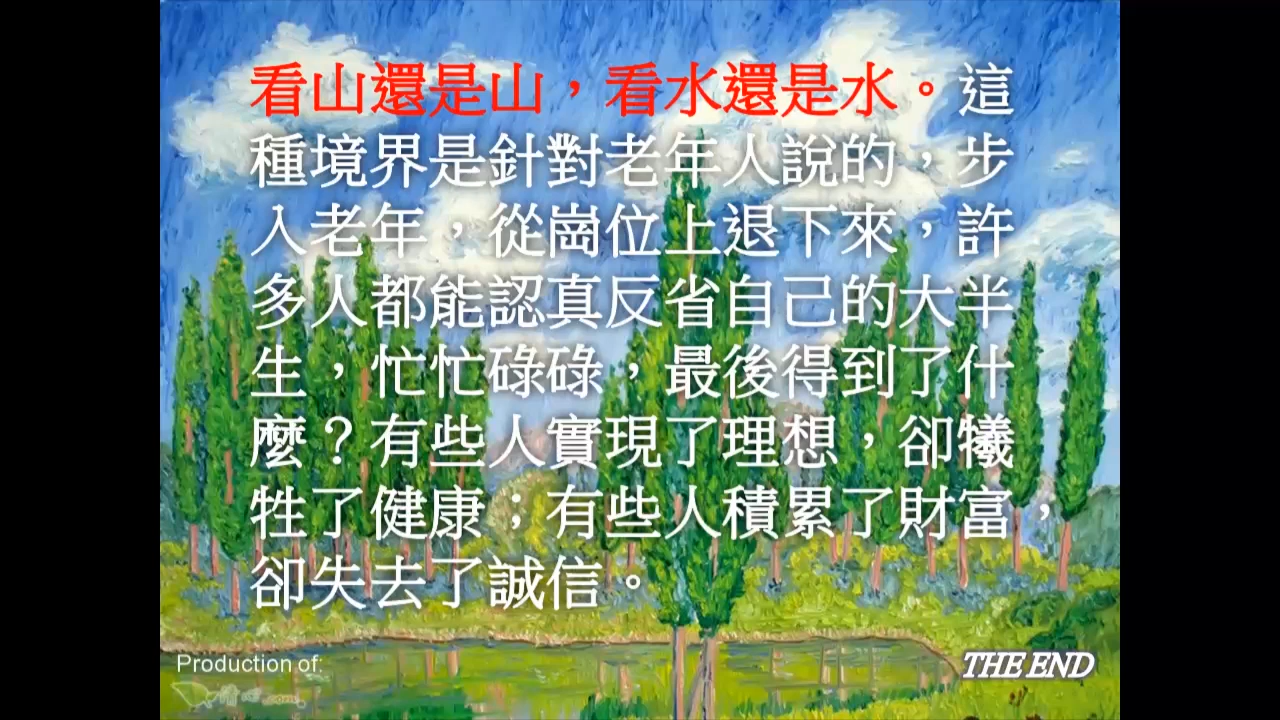 看山還是山，看水還是水。這
種境界是針對老年人說的，步
入老年，從崗位上退下來，許
多人都能認真反省自己的大半
生，忙忙碌碌，最後得到了什
麼？有些人實現了理想，卻犧
牲了健康；有些人積累了財富，
卻失去了誠信。
Production of:
THE END